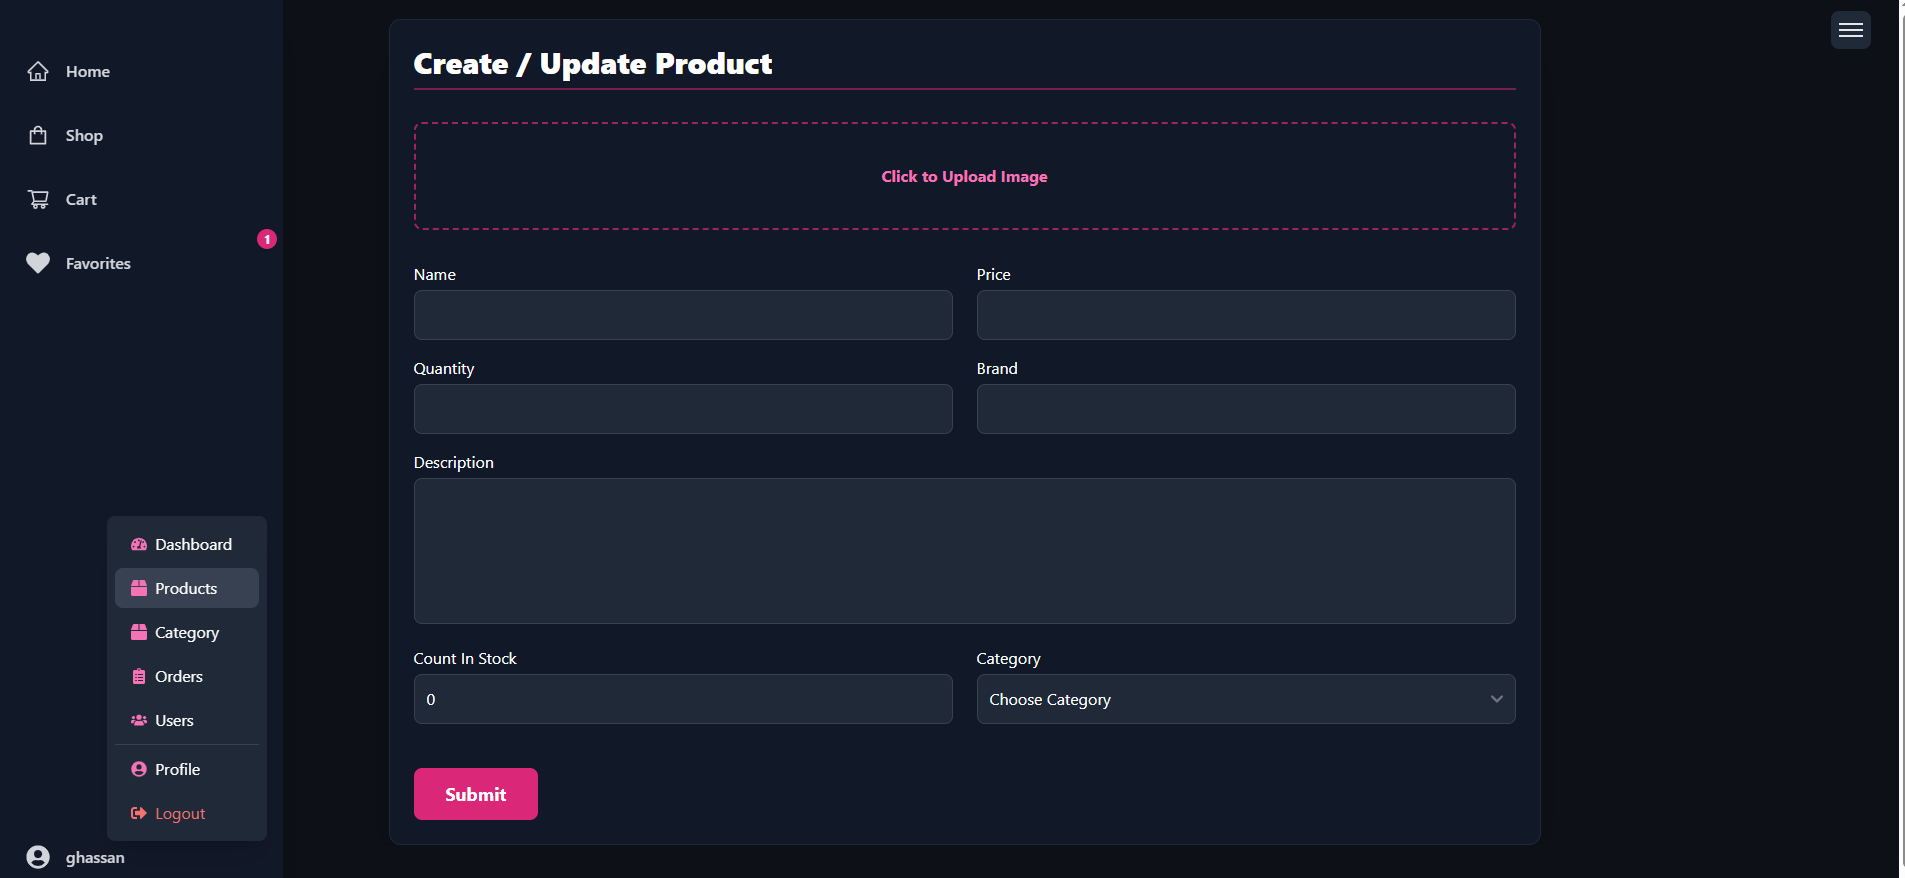 Home
Shop
Cart
1
Favorites
Dashboard
Products
Category
Orders
Users
Profile
Logout
ghassan
Create / Update Product
Click to Upload Image
Name
Price
Quantity
Brand
Description
Count In Stock
Category
0
Choose Category
Submit